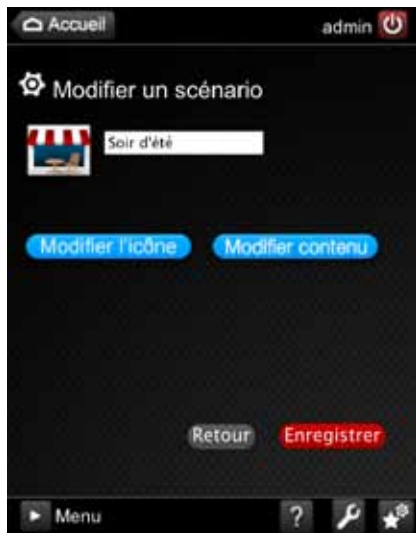 Accueil admin
Modifier un scénario
Soir d'été
Modifier l'icône Modifier contenu
Retour Enregistrer
Menu ?